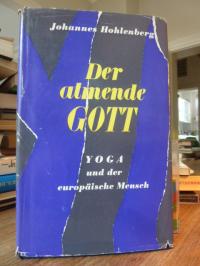 Johannes Hohlenberg
Der
atmende
GOTT
YOGA
und der
europäische Mensch